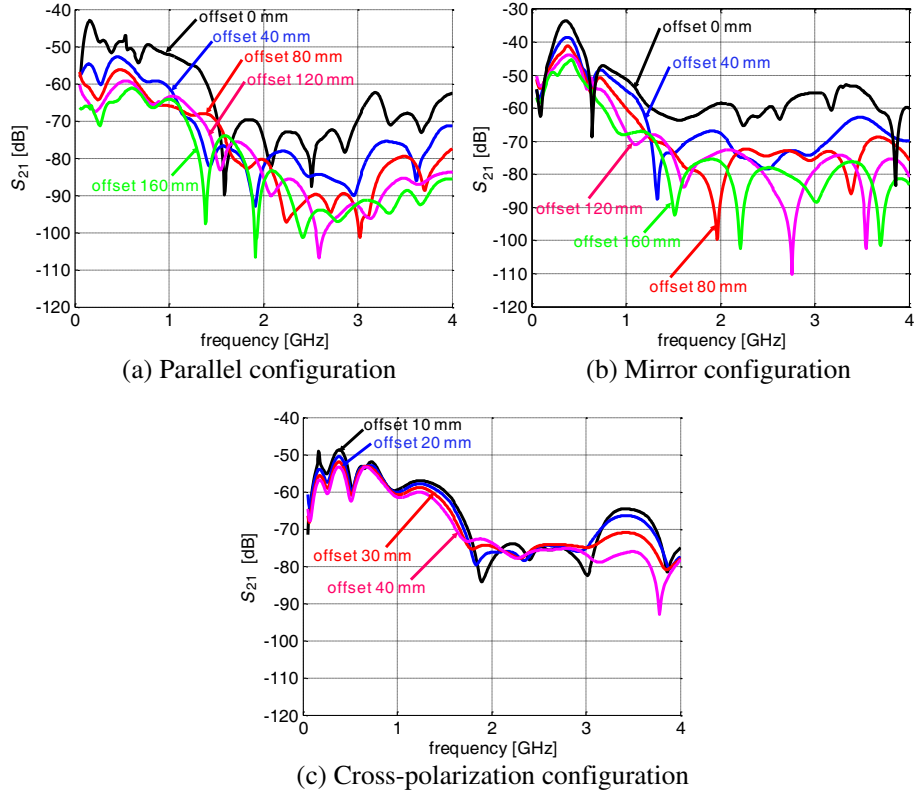 -40
-50
-60
-70
-80
-90
-100
-110
-120
S21 [dB]
offset 0 mm
offset 40 mm
offset 80 mm
offset 120 mm
offset 160 mm
0 1 2 3 4
frequency [GHz]
(a) Parallel configuration
-30
-40
-50
-60
-70
-80
-90
-100
-110
-120
S21 [dB]
offset 0 mm
offset 40 mm
offset 120 mm
offset 160 mm
offset 80 mm
0 1 2 3 4
frequency [GHz]
(b) Mirror configuration
-40
-50
-60
-70
-80
-90
-100
-110
-120
S21 [dB]
offset 10 mm
offset 20 mm
offset 30 mm
offset 40 mm
0 1 2 3 4
frequency [GHz]
(c) Cross-polarization configuration